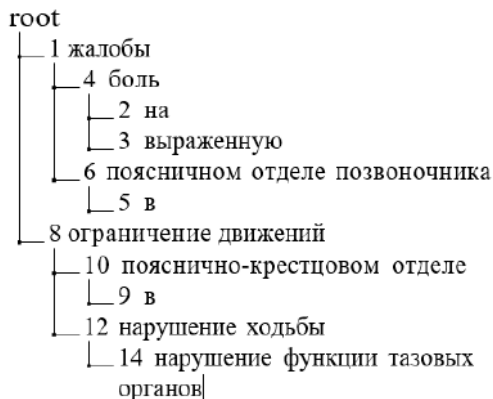 root
1 жалобы
4 боль
2 на
3 выраженную
6 поясничном отделе позвоночника
5 в
8 ограничение движений
10 пояснично-крестцовом отделе
9 в
12 нарушение ходьбы
14 нарушение функции тазовых
органов